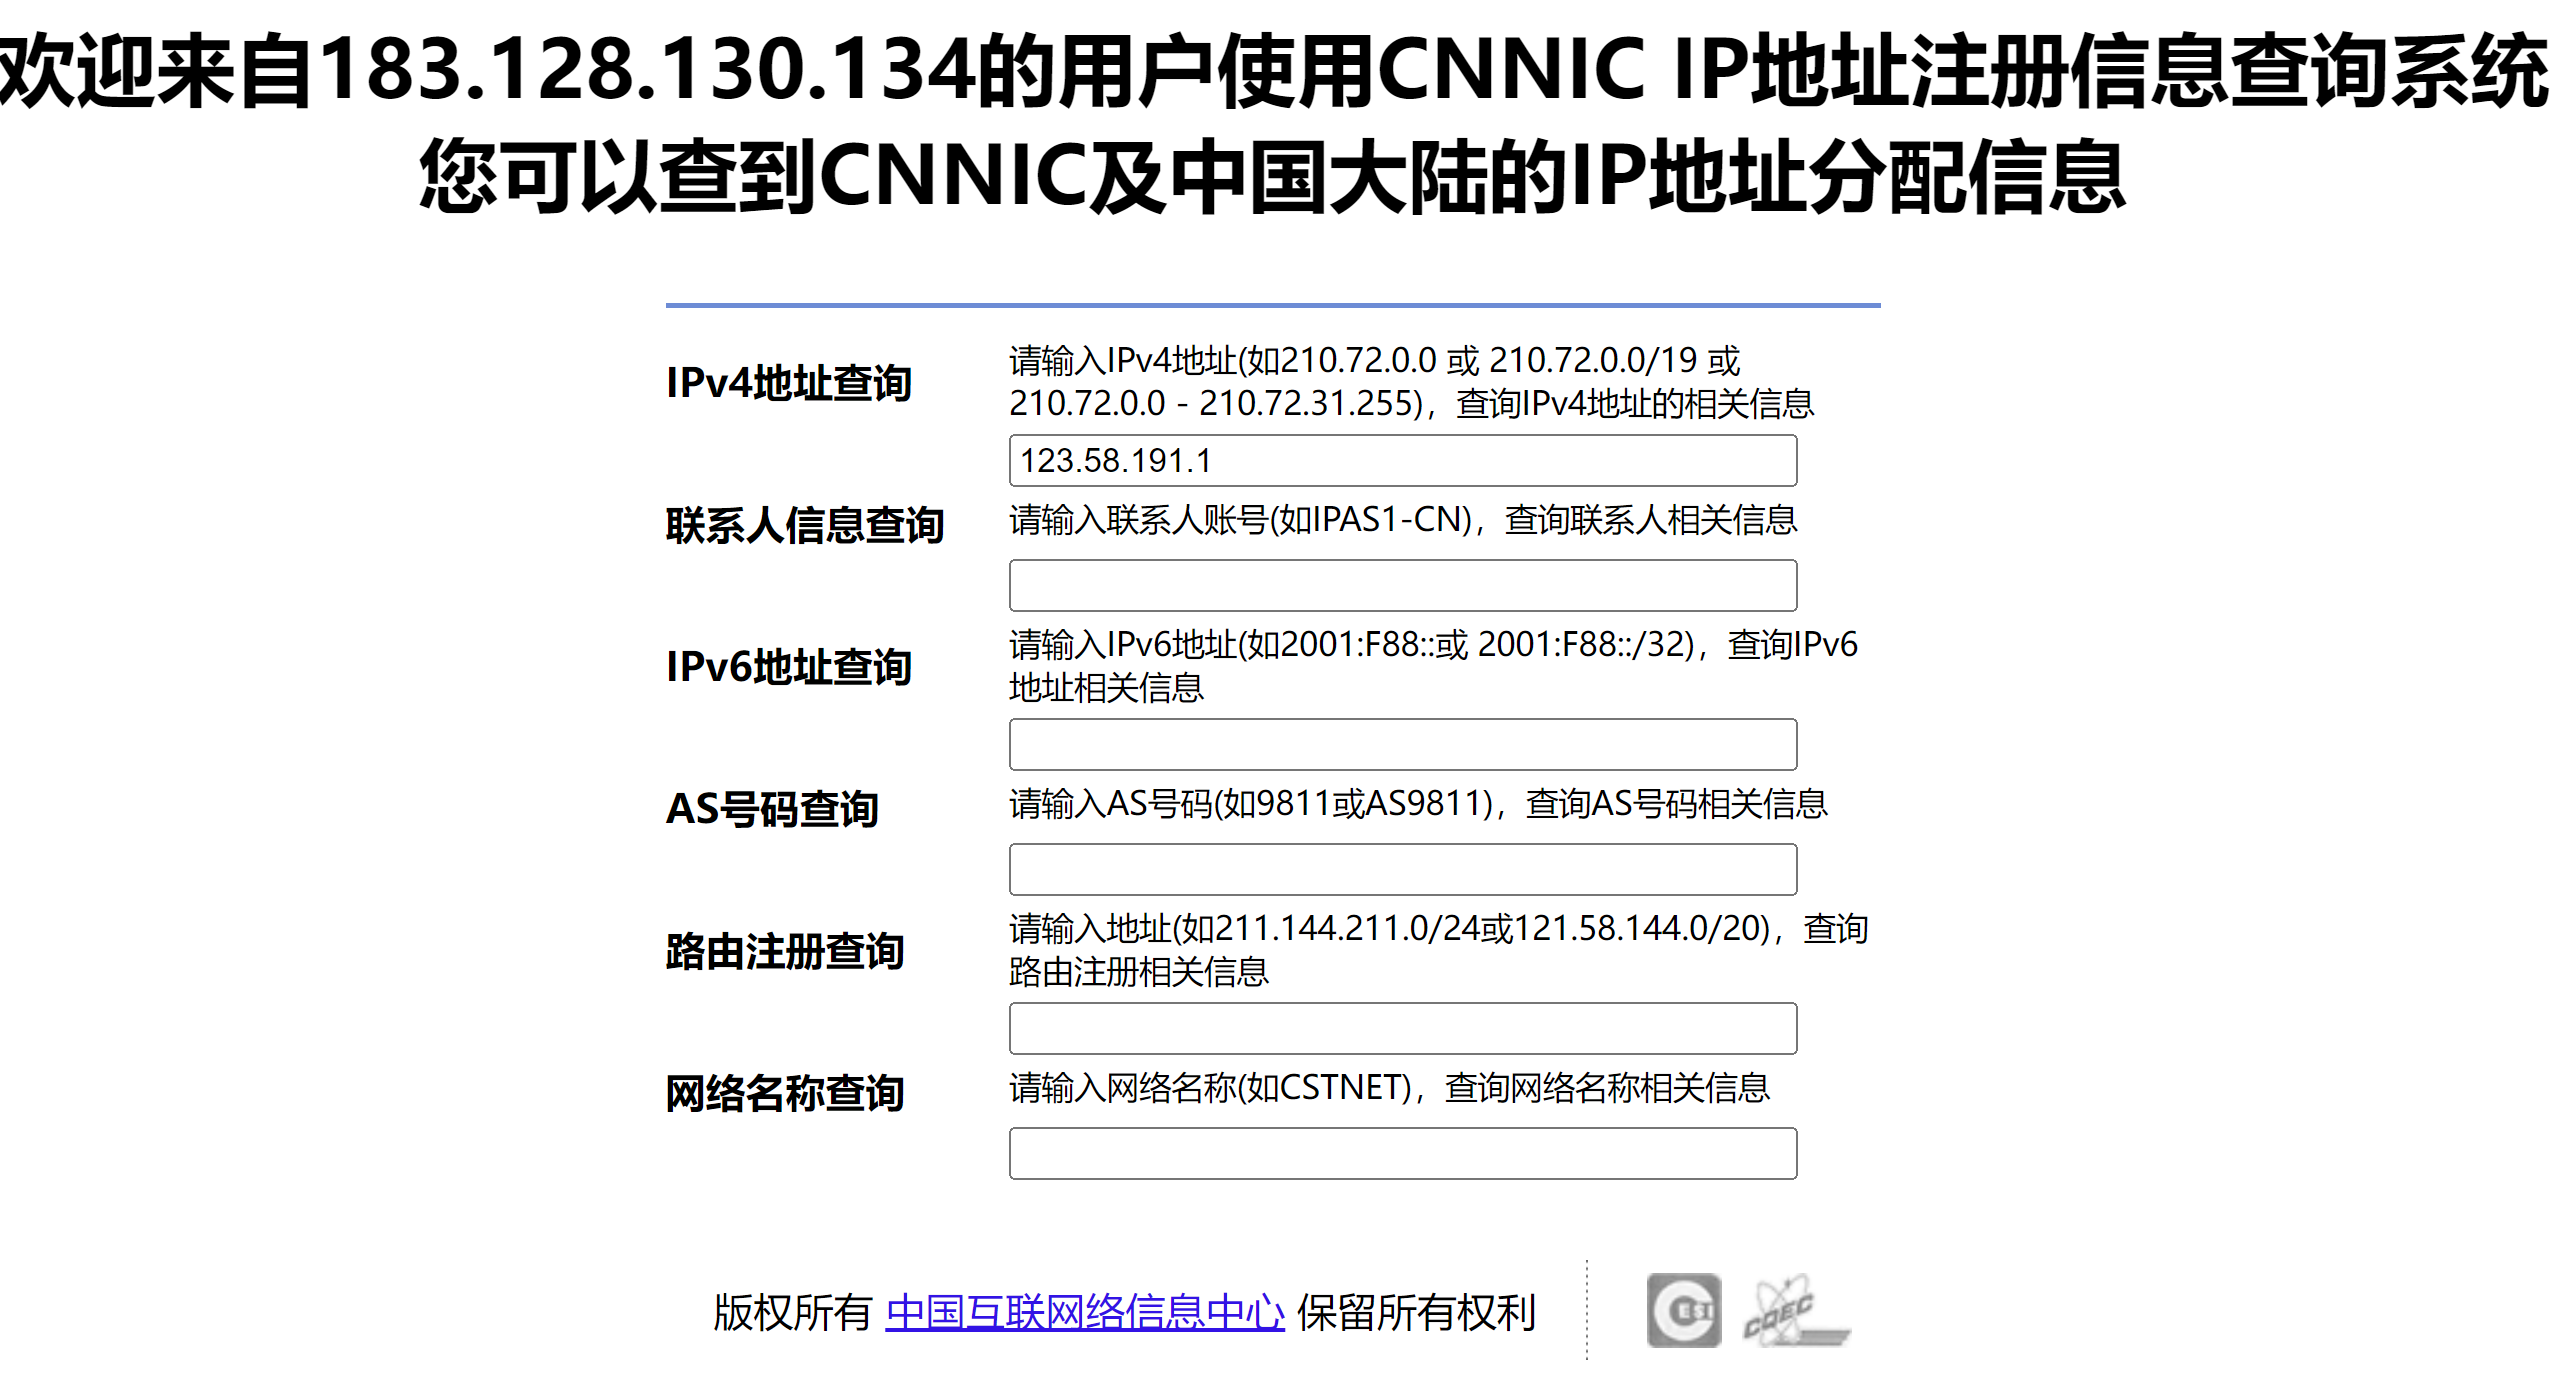 欢迎来自183.128.130.134的用户使用CNNIC IP地址注册信息查询系统
您可以查到CNNIC及中国大陆的IP地址分配信息
IPv4地址查询
请输入IPv4地址(如210.72.0.0 或 210.72.0.0/19 或
210.72.0.0 - 210.72.31.255)，查询IPv4地址的相关信息
123.58.191.1
联系人信息查询
请输入联系人账号(如IPAS1-CN)，查询联系人相关信息
IPv6地址查询
请输入IPv6地址(如2001:F88::或 2001:F88::/32)，查询IPv6
地址相关信息
AS号码查询
请输入AS号码(如9811或AS9811)，查询AS号码相关信息
路由注册查询
请输入地址(如211.144.211.0/24或121.58.144.0/20)，查询
路由注册相关信息
网络名称查询
请输入网络名称(如CSTNET)，查询网络名称相关信息
版权所有 中国互联网络信息中心 保留所有权利
CESI
CQEC